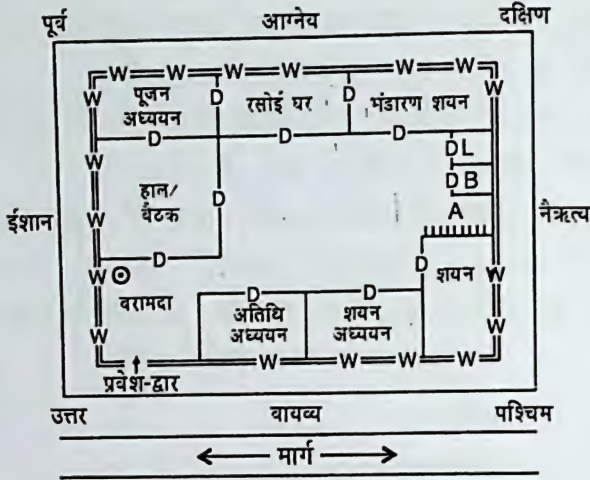 पूर्व आग्नेय दक्षिण
W W W W W W
W पूजन D रसोई घर D भंडारण शयन W
अध्ययन
D D D
W D L
हाल/ D D B
ईशान W बैठक A नैऋत्य
D D
W ⊙ शयन W
बरामदा D D
W अतिथि शयन W
अध्ययन अध्ययन
W W W W
प्रवेश-द्वार
उत्तर वायव्य पश्चिम
मार्ग